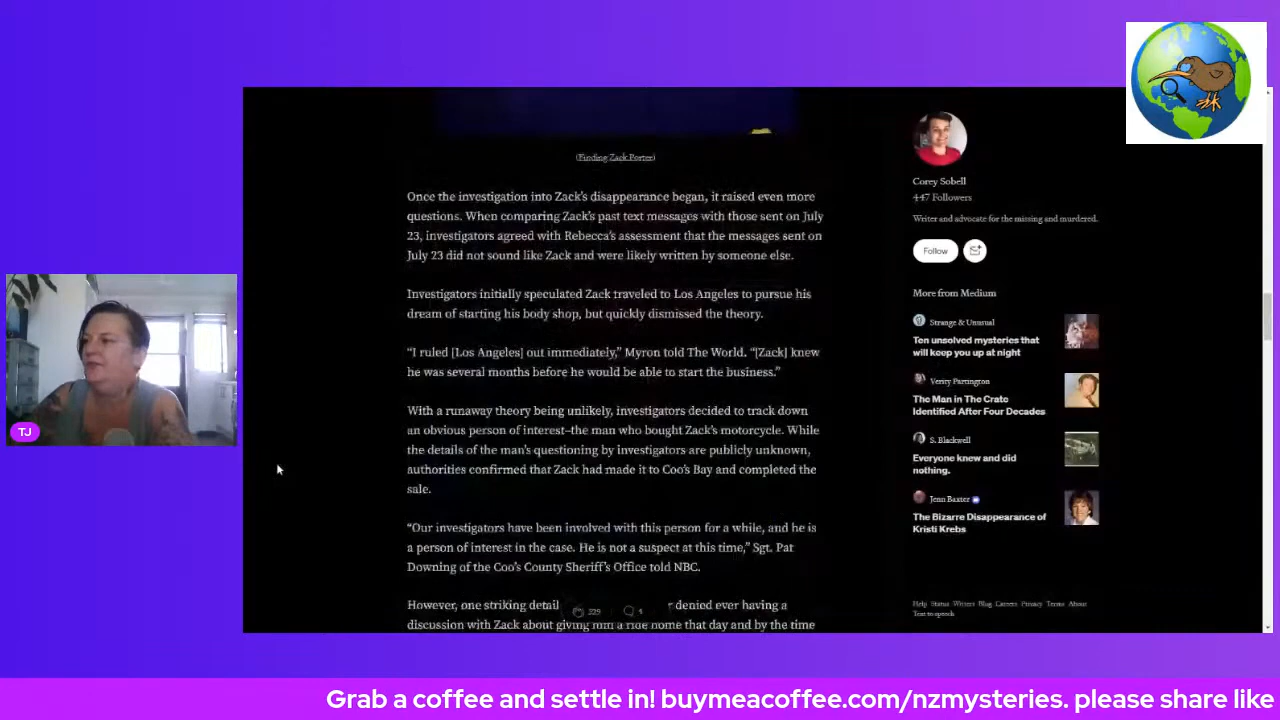 (Finding Zack Porter)
Once the investigation into Zack's disappearance began, it raised even more
questions. When comparing Zack's past text messages with those sent on July
23, investigators agreed with Rebecca's assessment that the messages sent on
July 23 did not sound like Zack and were likely written by someone else.
Investigators initially speculated Zack traveled to Los Angeles to pursue his
dream of starting his body shop, but quickly dismissed the theory.
“I ruled [Los Angeles] out immediately,” Myron told The World. “[Zack] knew
he was several months before he would be able to start the business.”
With a runaway theory being unlikely, investigators decided to track down
an obvious person of interest–the man who bought Zack's motorcycle. While
the details of the man's questioning by investigators are publicly unknown,
authorities confirmed that Zack had made it to Coo's Bay and completed the
sale.
“Our investigators have been involved with this person for a while, and he is
a person of interest in the case. He is not a suspect at this time,” Sgt. Pat
Downing of the Coo's County Sheriff's Office told NBC.
However, one striking detail
r denied ever having a
discussion with Zack about giving him a ride home that day and by the time
229
Corey Sobell
447 Followers
Writer and advocate for the missing and murdered.
Follow
More from Medium
Strange & Unusual
Ten unsolved mysteries that
will keep you up at night
Verity Partington
The Man in The Crate
Identified After Four Decades
S. Blackwell
Everyone knew and did
nothing.
Jenn Baxter
The Bizarre Disappearance of
Kristi Krebs
Help Status Writers Blog Careers Privacy Terms About
Text to speech
TJ
Grab a coffee and settle in! buymeacoffee.com/nzmysteries. please share like